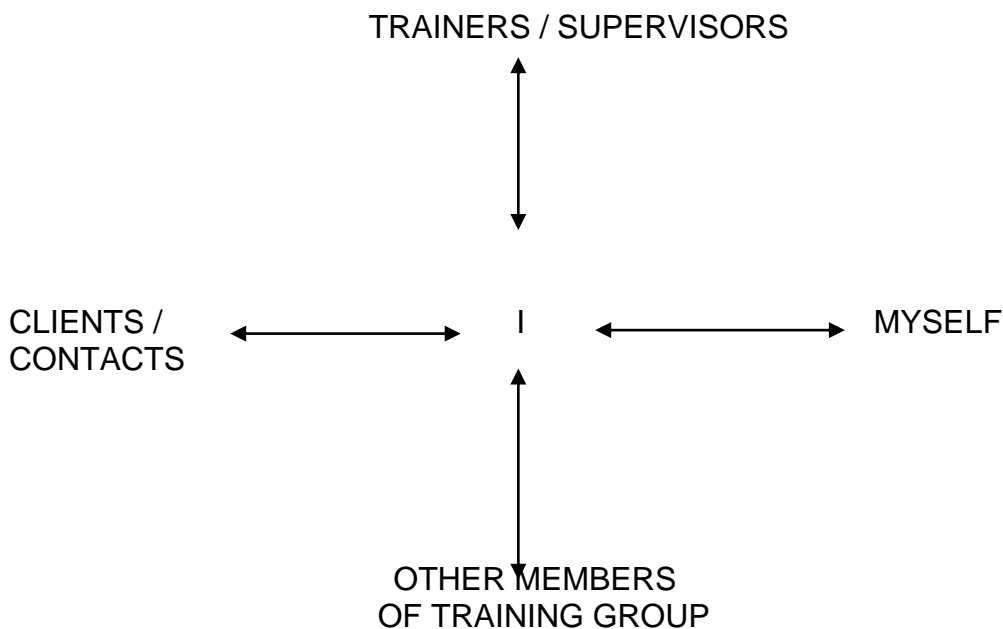 TRAINERS / SUPERVISORS
CLIENTS /
CONTACTS
I
MYSELF
OTHER MEMBERS
OF TRAINING GROUP